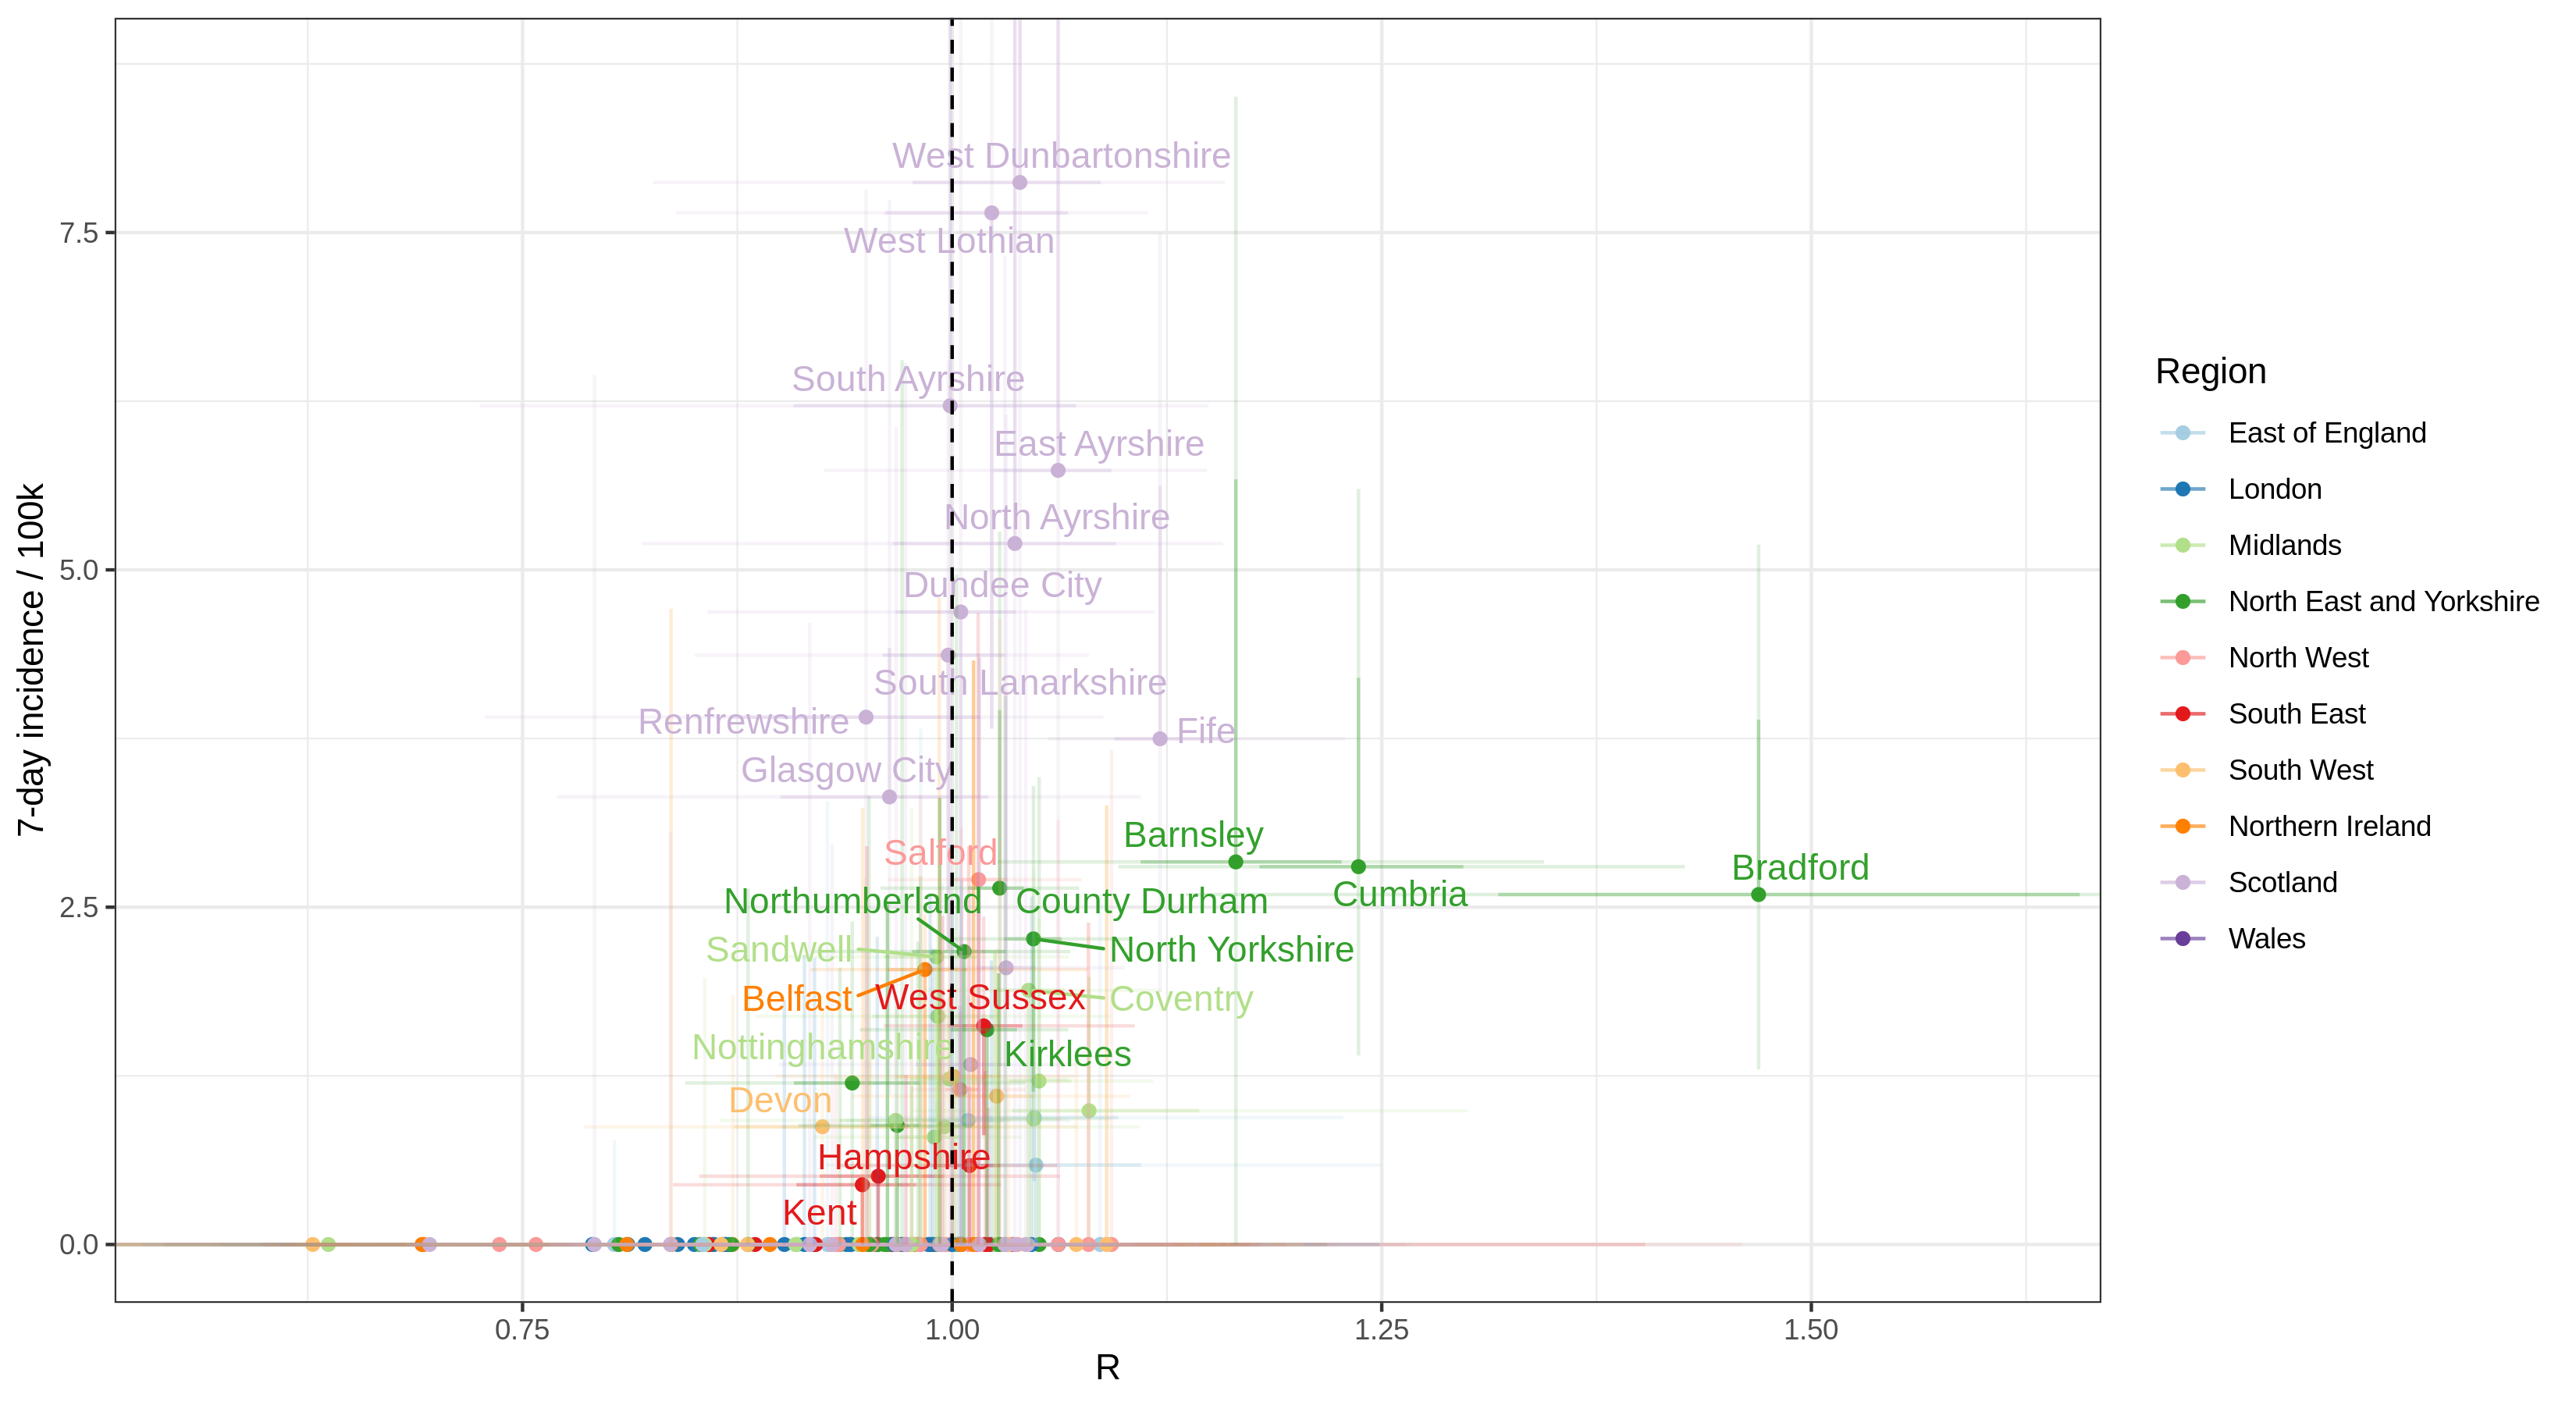 West Dunbartonshire
7.5
West Lothian
Region
South Ayrshire
East of England
East Ayrshire
London
North Ayrshire
Midlands
5.0
Dundee City
North East and Yorkshire
7-day incidence / 100k
North West
South Lanarkshire
South East
Renfrewshire
Fife
South West
Glasgow City
Northern Ireland
Barnsley
Salford
Bradford
Scotland
Cumbria
2.5
Northumberland
County Durham
Wales
Sandwell
North Yorkshire
Belfast
West Sussex
Coventry
Nottinghamshire
Kirklees
Devon
Hampshire
Kent
0.0
0.75
1.00
1.25
1.50
R